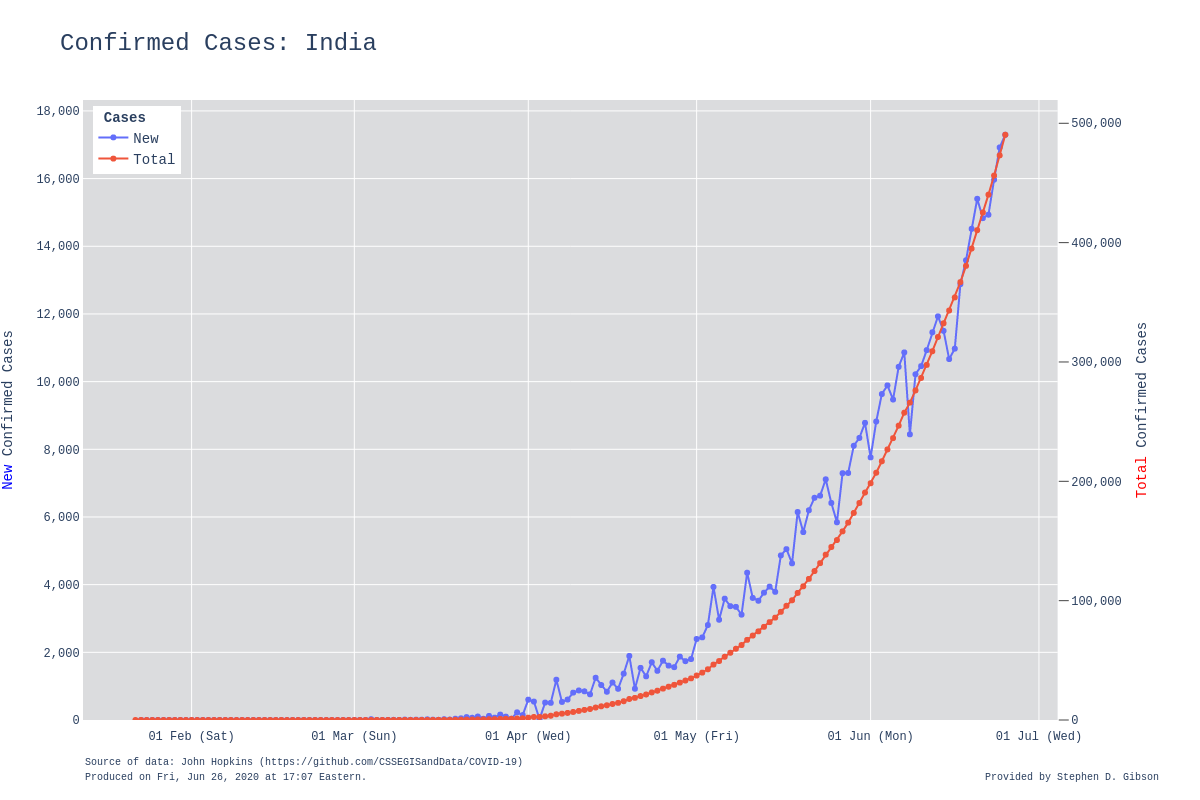 Confirmed Cases: India
Cases
New
Total
18,000
16,000
14,000
12,000
10,000
8,000
6,000
4,000
2,000
0
New Confirmed Cases
500,000
400,000
300,000
200,000
100,000
0
Total Confirmed Cases
01 Feb (Sat) 01 Mar (Sun) 01 Apr (Wed) 01 May (Fri) 01 Jun (Mon) 01 Jul (Wed)
Source of data: John Hopkins (https://github.com/CSSEGISandData/COVID-19)
Produced on Fri, Jun 26, 2020 at 17:07 Eastern.
Provided by Stephen D. Gibson